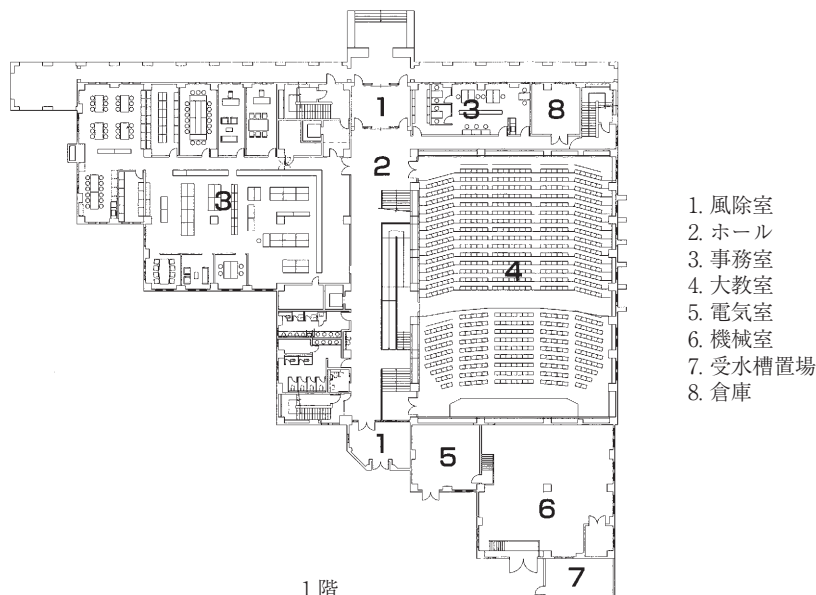 1
3
8
2
3
4
1
5
6
7
1. 風除室
2. ホール
3. 事務室
4. 大教室
5. 電気室
6. 機械室
7. 受水槽置場
8. 倉庫
1 階